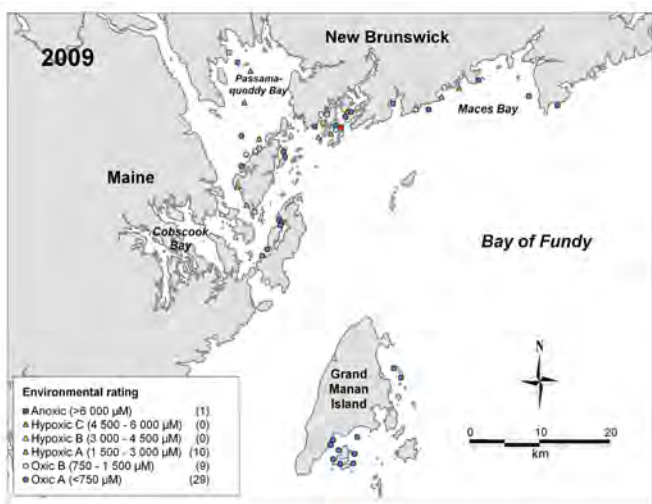 2009
New Brunswick
Passama-
quoddy Bay
Maces Bay
Maine
Cobscook
Bay
Bay of Fundy
Grand
Manan
Island
N
Environmental rating
Anoxic (>6 000 µM) (1)
Hypoxic C (4 500 - 6 000 µM) (0)
Hypoxic B (3 000 - 4 500 µM) (0)
Hypoxic A (1 500 - 3 000 µM) (10)
Oxic B (750 - 1 500 µM) (9)
Oxic A (<750 µM) (29)
0 10 20
km